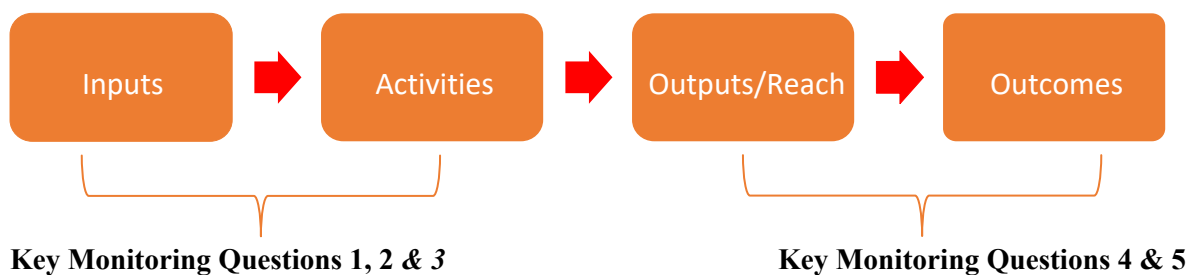 Inputs
Activities
Outputs/Reach
Outcomes
Key Monitoring Questions 1, 2 & 3
Key Monitoring Questions 4 & 5